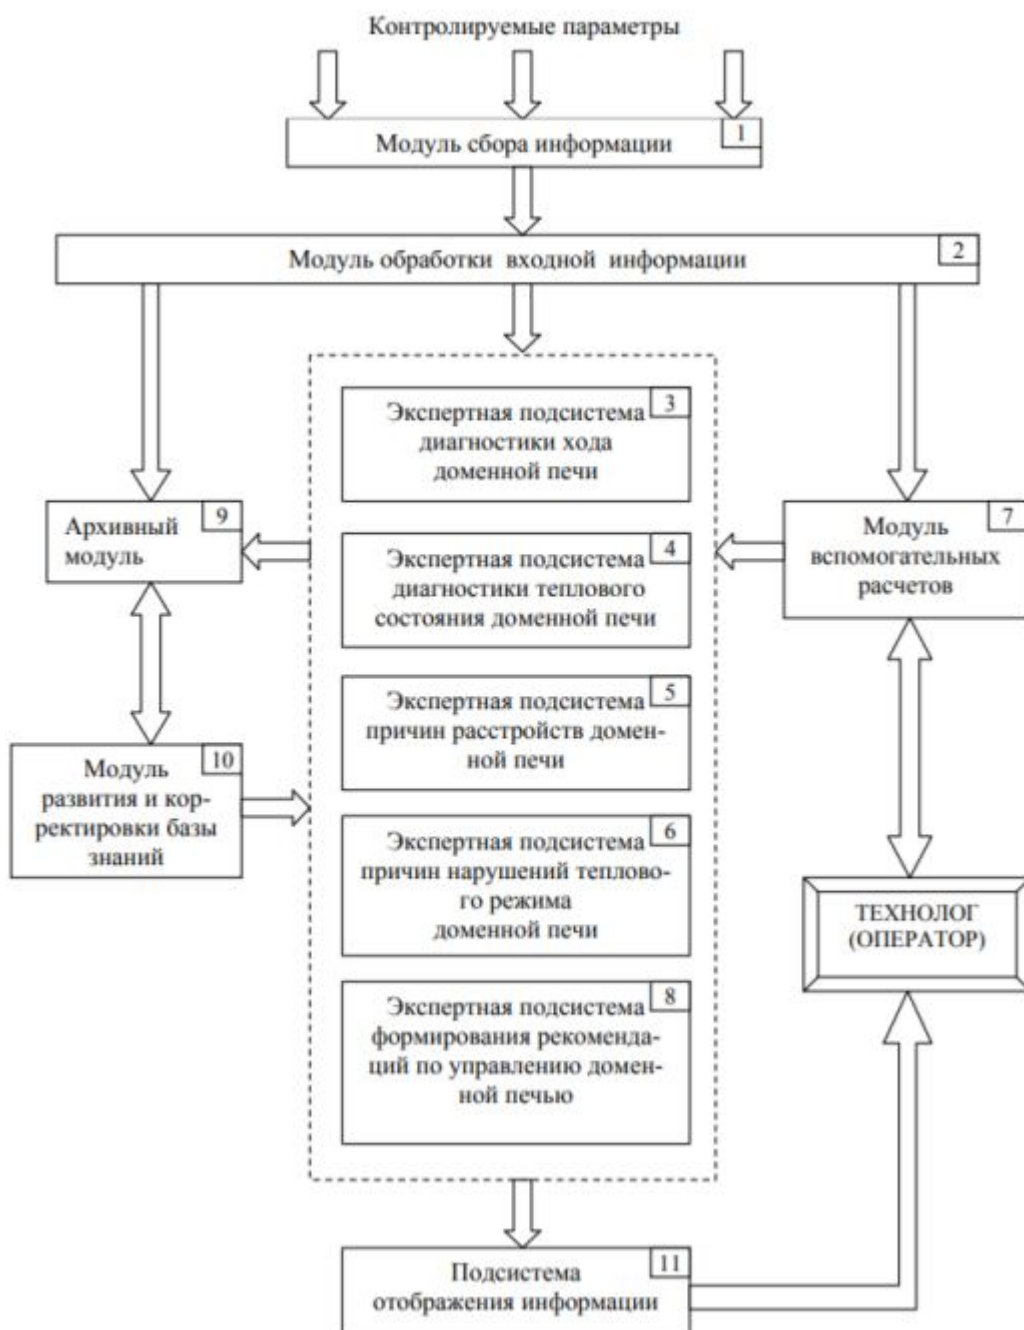 Контролируемые параметры
1
Модуль сбора информации
2
Модуль обработки входной информации
3
Экспертная подсистема
диагностики хода
доменной печи
9
Архивный
модуль
4
Экспертная подсистема
диагностики теплового
состояния доменной печи
7
Модуль
вспомогательных
расчетов
5
Экспертная подсистема
причин расстройств домен-
ной печи
10
Модуль
развития и кор-
ректировки базы
знаний
6
Экспертная подсистема
причин нарушений теплово-
го режима
доменной печи
ТЕХНОЛОГ
(ОПЕРАТОР)
8
Экспертная подсистема
формирования рекоменда-
ций по управлению домен-
ной печью
11
Подсистема
отображения информации